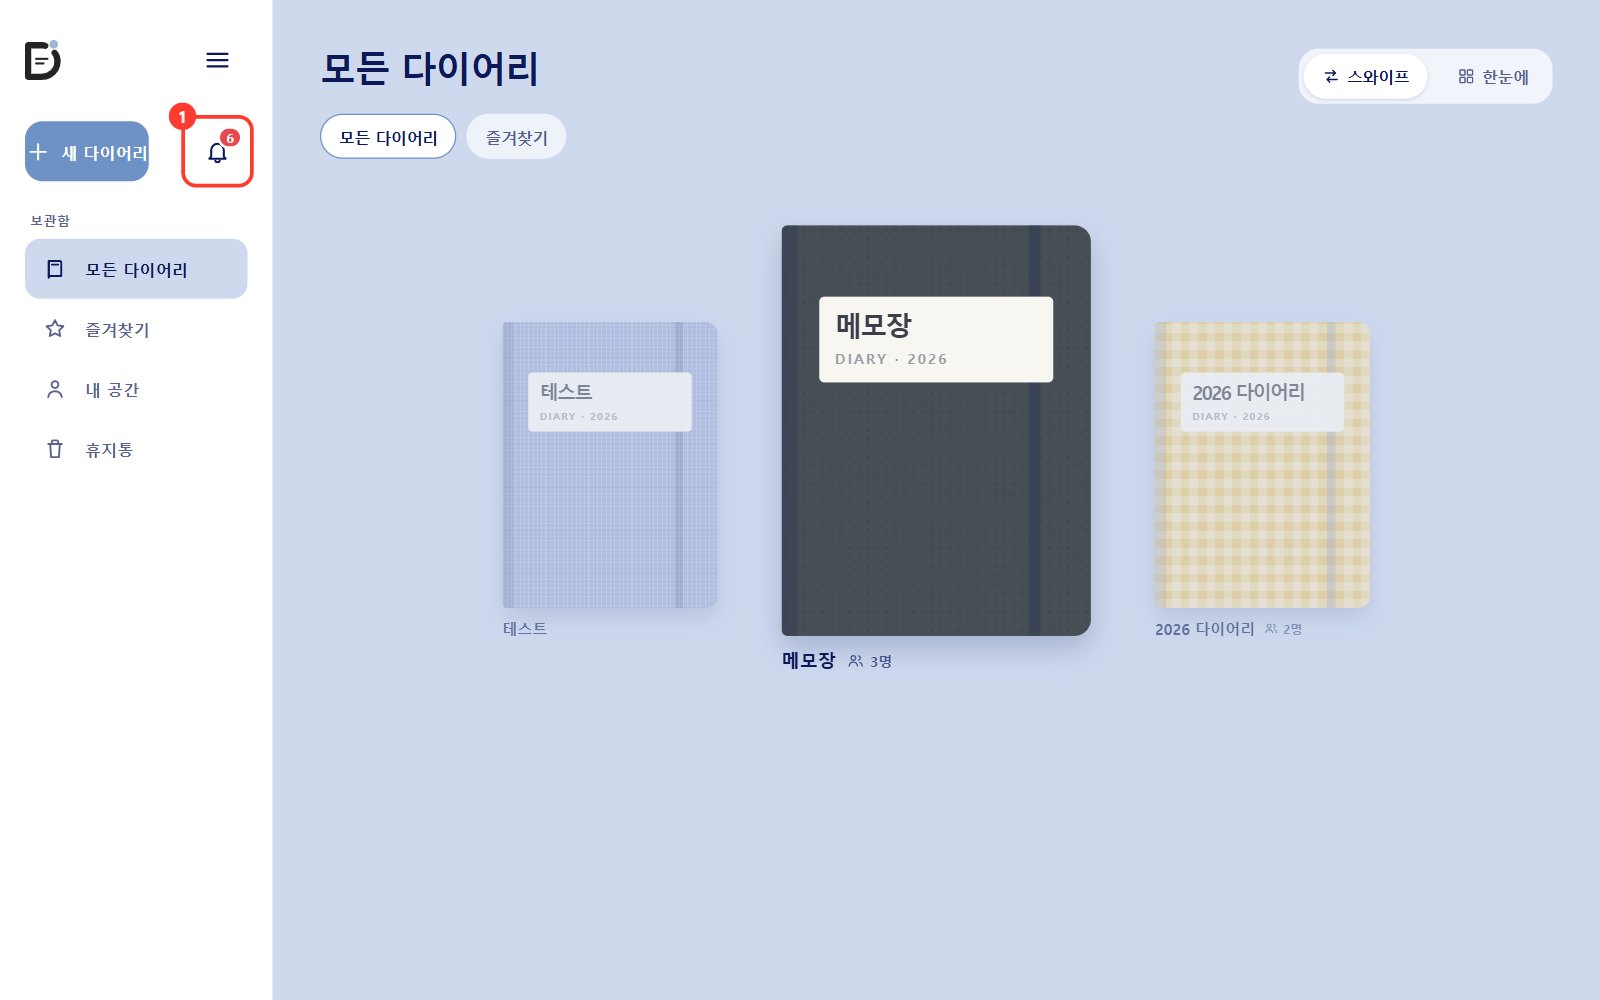 1
6
새 다이어리
보관함
모든 다이어리
즐겨찾기
내 공간
휴지통
모든 다이어리
스와이프
한눈에
모든 다이어리
즐겨찾기
테스트
DIARY · 2026
테스트
메모장
DIARY · 2026
메모장
3명
2026 다이어리
DIARY · 2026
2026 다이어리
2명